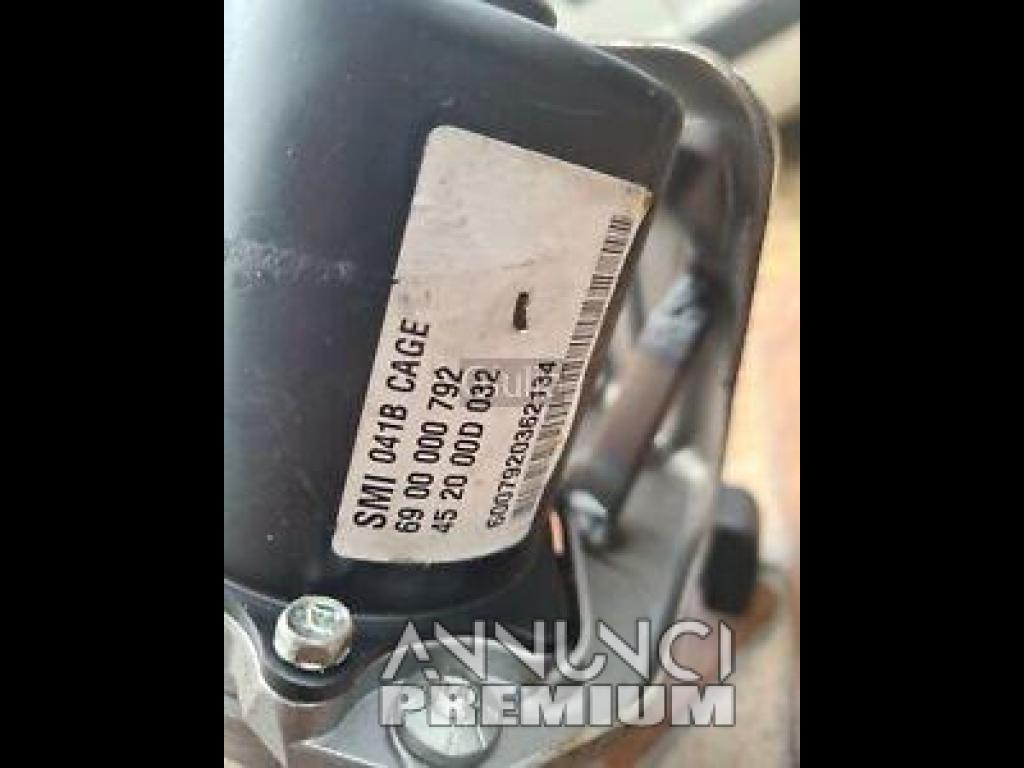 SMI 041B CAGE
69 00 000 792
45 20 00D 032
6007920362134
ANNUNCI
PREMIUM